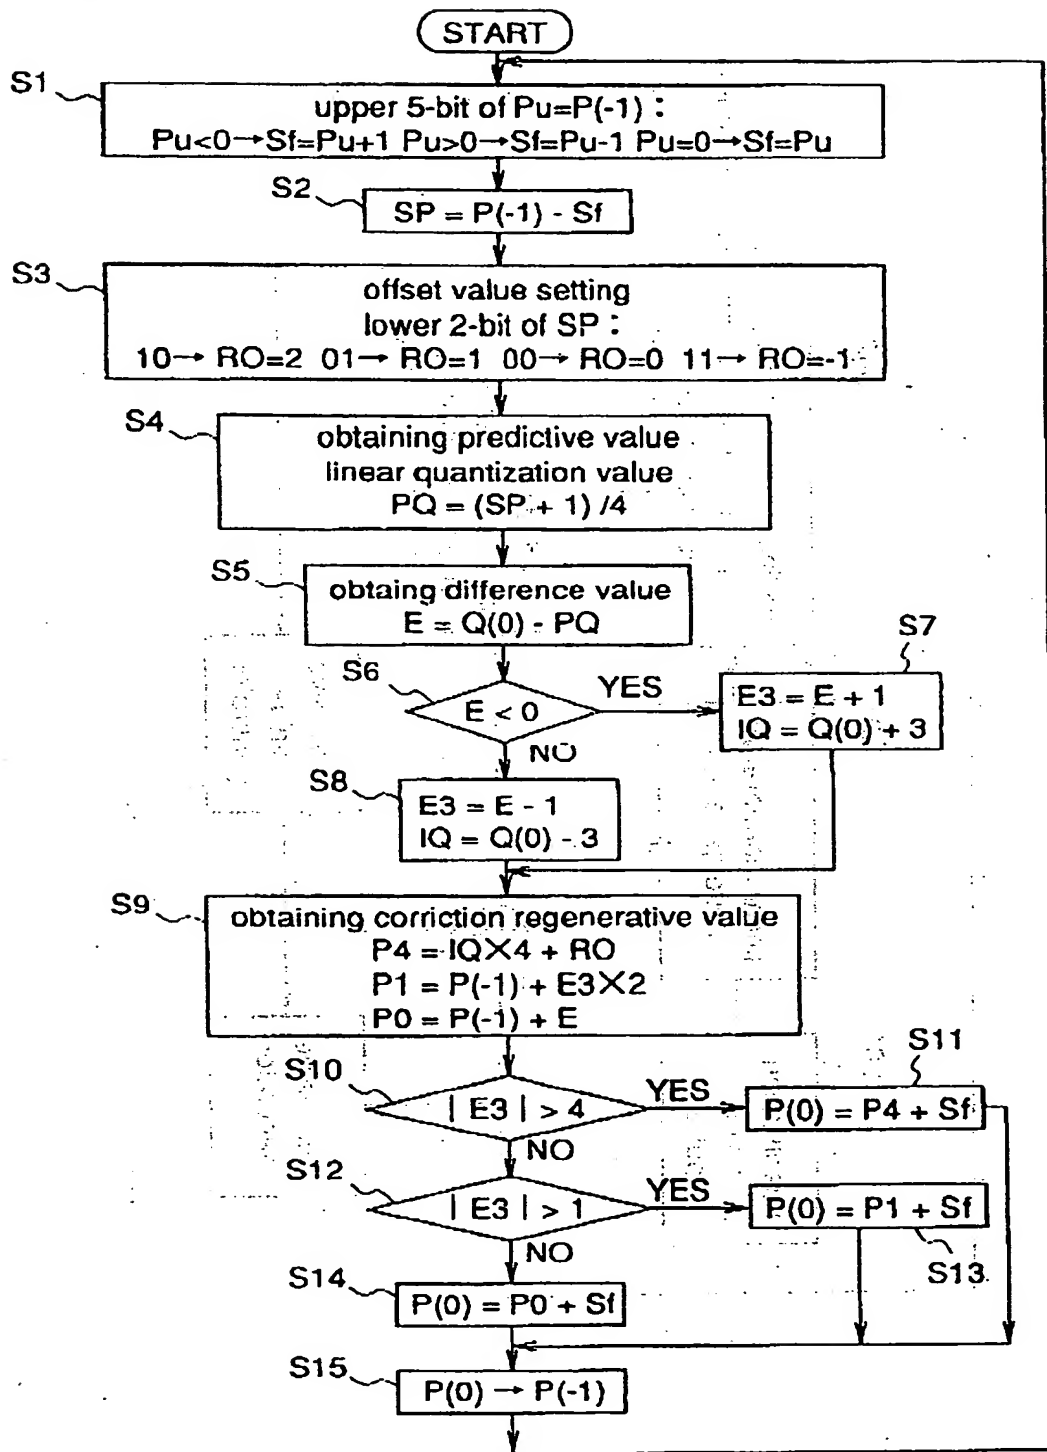 START
S1
upper 5-bit of Pu=P(-1) :
Pu<0→Sf=Pu+1 Pu>0→Sf=Pu-1 Pu=0→Sf=Pu
S2
SP = P(-1) - Sf
S3
offset value setting
lower 2-bit of SP :
10→ RO=2 01→ RO=1 00→ RO=0 11→ RO=-1
S4
obtaining predictive value
linear quantization value
PQ = (SP + 1) /4
S5
obtaing difference value
E = Q(0) - PQ
S6
E < 0
YES
NO
S7
E3 = E + 1
IQ = Q(0) + 3
S8
E3 = E - 1
IQ = Q(0) - 3
S9
obtaining corriction regenerative value
P4 = IQ×4 + RO
P1 = P(-1) + E3×2
P0 = P(-1) + E
S10
| E3 | > 4
YES
NO
S11
P(0) = P4 + Sf
S12
| E3 | > 1
YES
NO
P(0) = P1 + Sf
S13
S14
P(0) = P0 + Sf
S15
P(0) → P(-1)